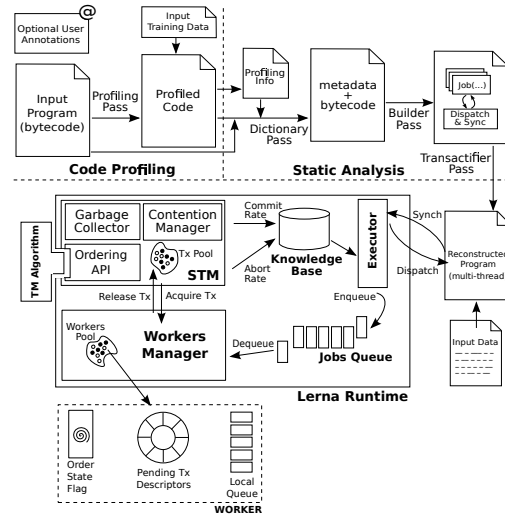 @
Optional User
Annotations
Input
Training Data
Input
Program
(bytecode)
Profiling
Pass
Profiled
Code
Profiling
Info
Dictionary
Pass
metadata
+
bytecode
Builder
Pass
Job(...)
Dispatch
& Sync
Code Profiling
Static Analysis
Transactifier
Pass
TM Algorithm
Garbage
Collector
Contention
Manager
Ordering
API
Tx Pool
STM
Commit
Rate
Abort
Rate
Knowledge
Base
Executor
Synch
Dispatch
Reconstructed
Program
(multi-thread)
Release Tx
Acquire Tx
Enqueue
Workers
Pool
Workers
Manager
Dequeue
Jobs Queue
Input Data
Lerna Runtime
Order
State
Flag
Pending Tx
Descriptors
Local
Queue
WORKER